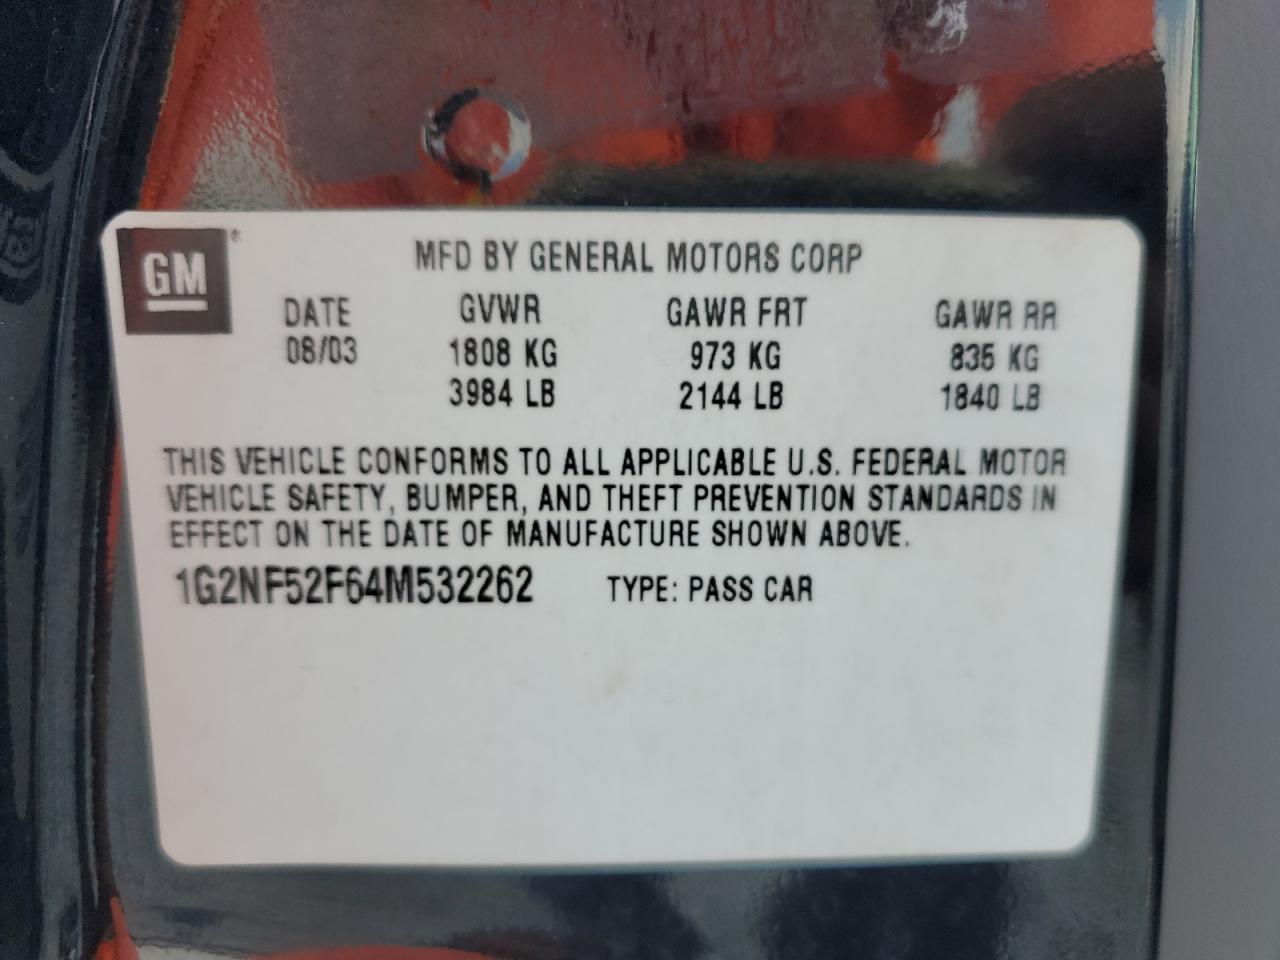 GM ®
MFD BY GENERAL MOTORS CORP
DATE GVWR GAWR FRT GAWR RR
08/03 1808 KG 973 KG 835 KG
3984 LB 2144 LB 1840 LB
THIS VEHICLE CONFORMS TO ALL APPLICABLE U.S. FEDERAL MOTOR
VEHICLE SAFETY, BUMPER, AND THEFT PREVENTION STANDARDS IN
EFFECT ON THE DATE OF MANUFACTURE SHOWN ABOVE.
1G2NF52F64M532262 TYPE: PASS CAR